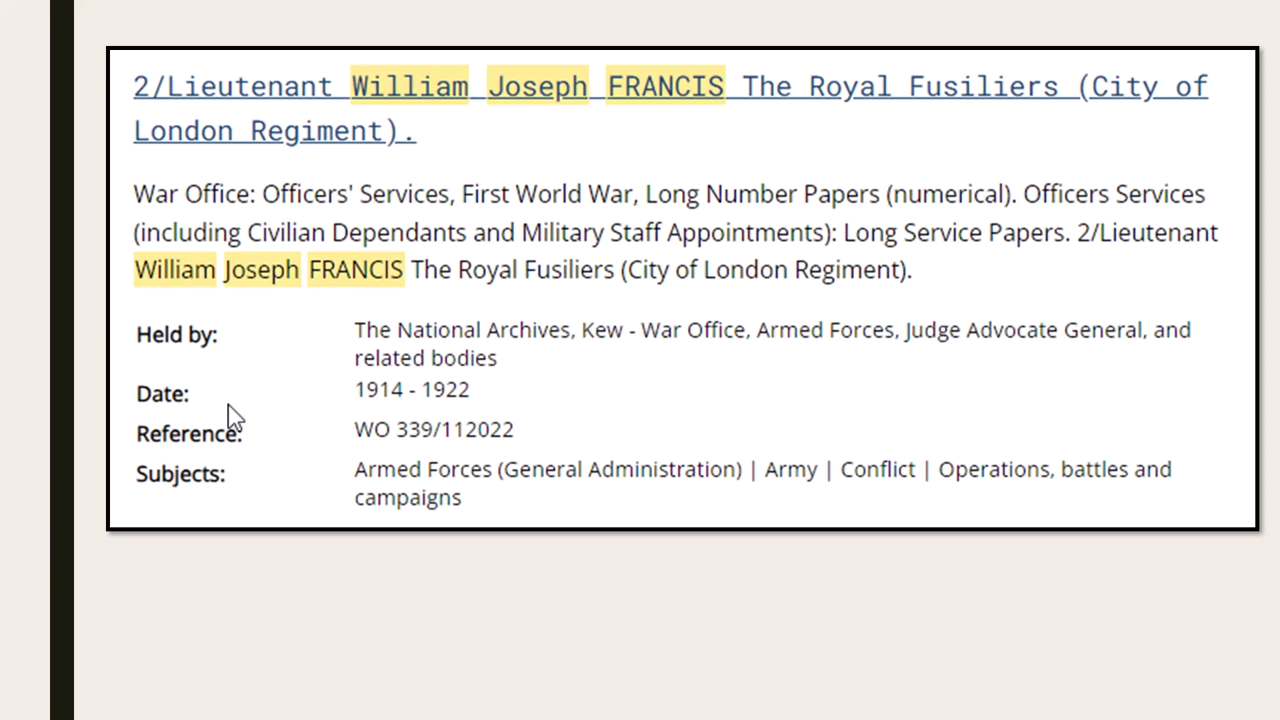 2/Lieutenant William Joseph FRANCIS The Royal Fusiliers (City of
London Regiment).
War Office: Officers' Services, First World War, Long Number Papers (numerical). Officers Services
(including Civilian Dependants and Military Staff Appointments): Long Service Papers. 2/Lieutenant
William Joseph FRANCIS The Royal Fusiliers (City of London Regiment).
Held by: The National Archives, Kew - War Office, Armed Forces, Judge Advocate General, and
related bodies
Date: 1914 - 1922
Reference: WO 339/112022
Subjects: Armed Forces (General Administration) | Army | Conflict | Operations, battles and
campaigns